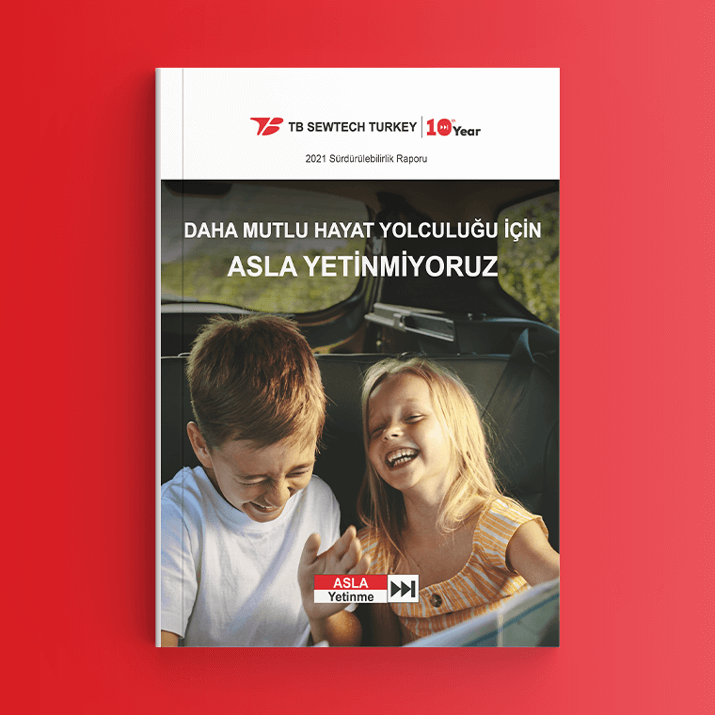 TB SEWTECH TURKEY 10 Year
2021 Sürdürülebilirlik Raporu
DAHA MUTLU HAYAT YOLCULUĞU İÇİN
ASLA YETİNMİYORUZ
ASLA
Yetinme